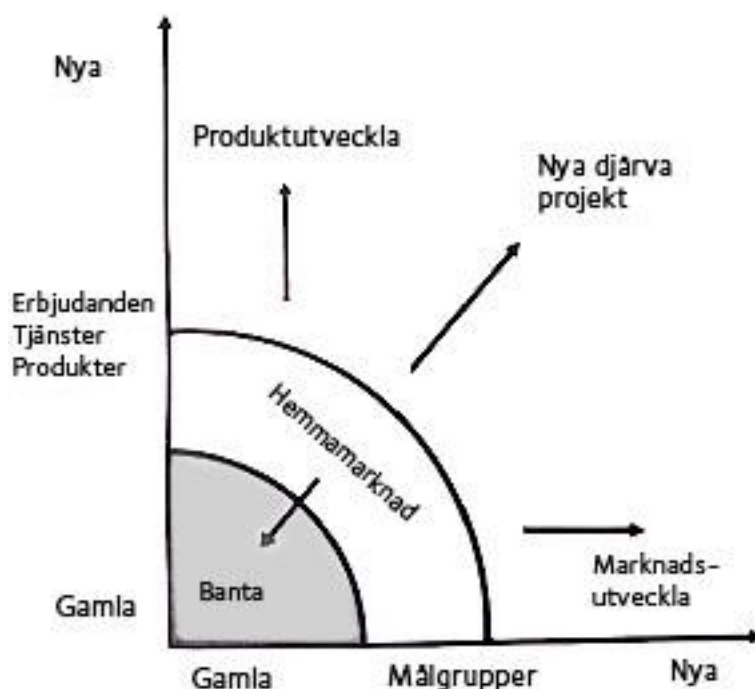 Nya
Produktutveckla
Nya djärva
projekt
Erbjudanden
Tjänster
Produkter
Hemmamarknad
Marknads-
utveckla
Banta
Gamla
Gamla
Målgrupper
Nya